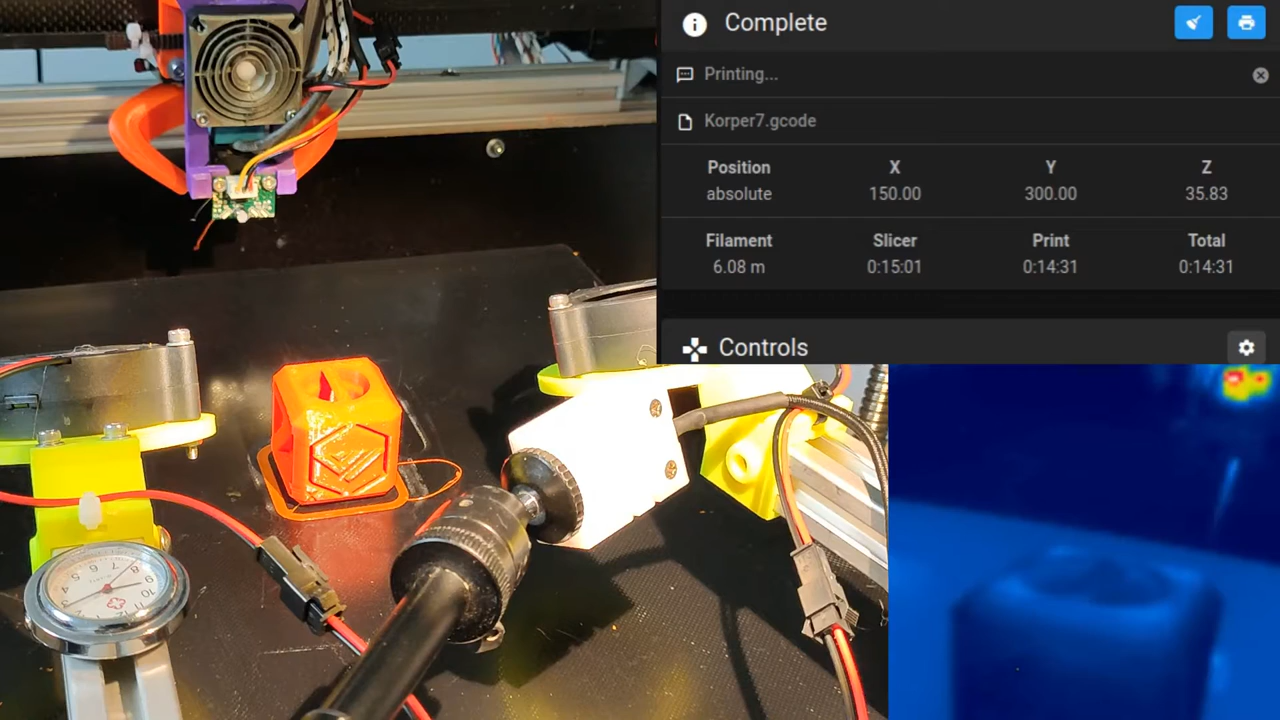 Complete
Printing...
Korper7.gcode
Position X Y Z
absolute 150.00 300.00 35.83
Filament Slicer Print Total
6.08 m 0:15:01 0:14:31 0:14:31
Controls